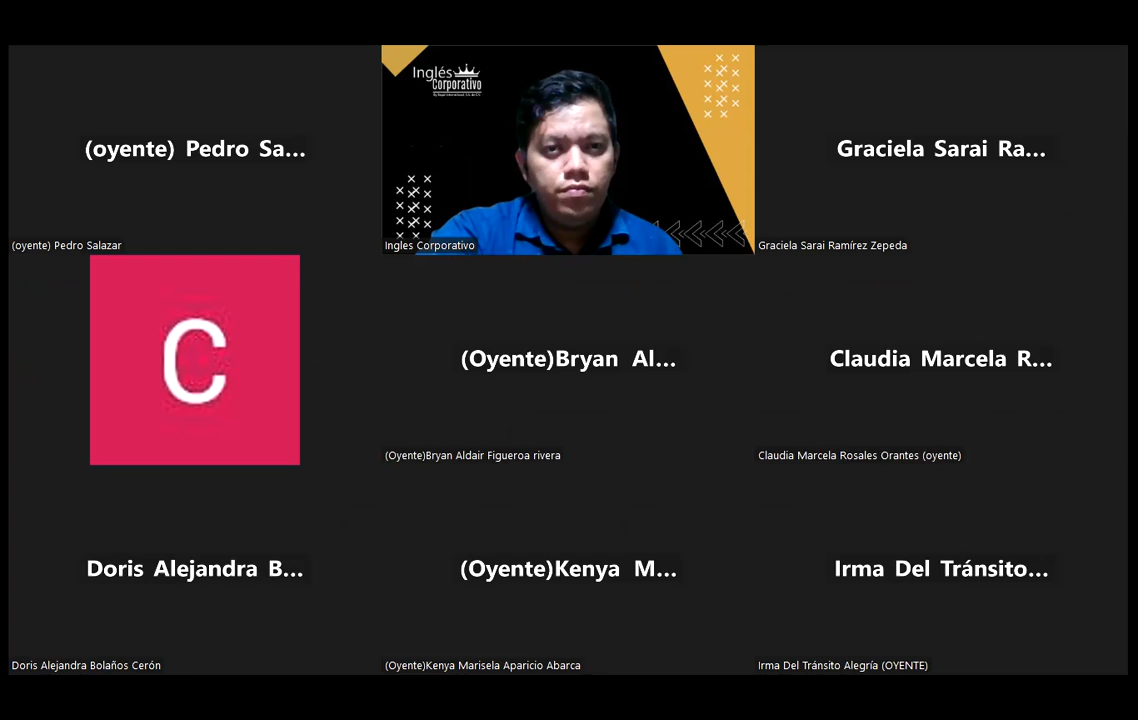 (oyente) Pedro Sa...
(oyente) Pedro Salazar
Inglés
Corporativo
Ingles Corporativo
Graciela Sarai Ra...
Graciela Sarai Ramírez Zepeda
C
(Oyente)Bryan Al...
(Oyente)Bryan Aldair Figueroa rivera
Claudia Marcela R...
Claudia Marcela Rosales Orantes (oyente)
Doris Alejandra B...
Doris Alejandra Bolaños Cerón
(Oyente)Kenya M...
(Oyente)Kenya Marisela Aparicio Abarca
Irma Del Tránsito...
Irma Del Tránsito Alegría (OYENTE)